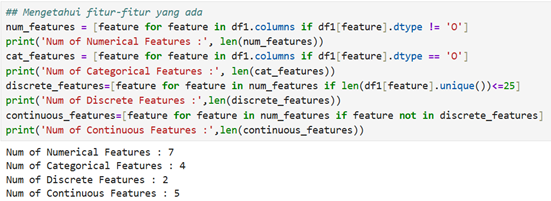 ## Mengetahui fitur-fitur yang ada
num_features = [feature for feature in df1.columns if df1[feature].dtype != 'O']
print('Num of Numerical Features :', len(num_features))
cat_features = [feature for feature in df1.columns if df1[feature].dtype == 'O']
print('Num of Categorical Features :', len(cat_features))
discrete_features=[feature for feature in num_features if len(df1[feature].unique())<=25]
print('Num of Discrete Features :',len(discrete_features))
continuous_features=[feature for feature in num_features if feature not in discrete_features]
print('Num of Continuous Features :',len(continuous_features))
Num of Numerical Features : 7
Num of Categorical Features : 4
Num of Discrete Features : 2
Num of Continuous Features : 5